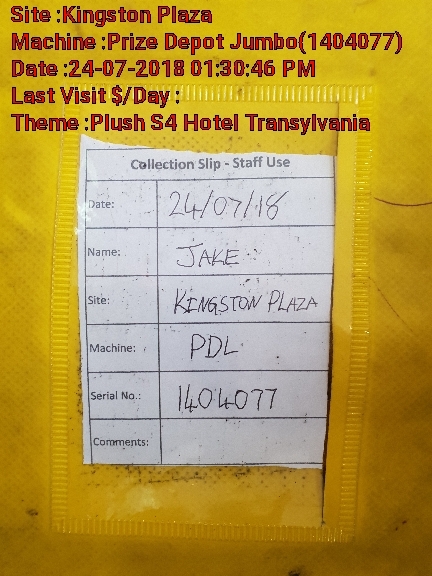 Site :Kingston Plaza
Machine :Prize Depot Jumbo(1404077)
Date :24-07-2018 01:30:46 PM
Last Visit $/Day :
Theme :Plush S4 Hotel Transylvania
Collection Slip - Staff Use
Date: 24/07/18
Name: JAKE
Site: KINGSTON PLAZA
Machine: PDL
Serial No.: 1404077
Comments: